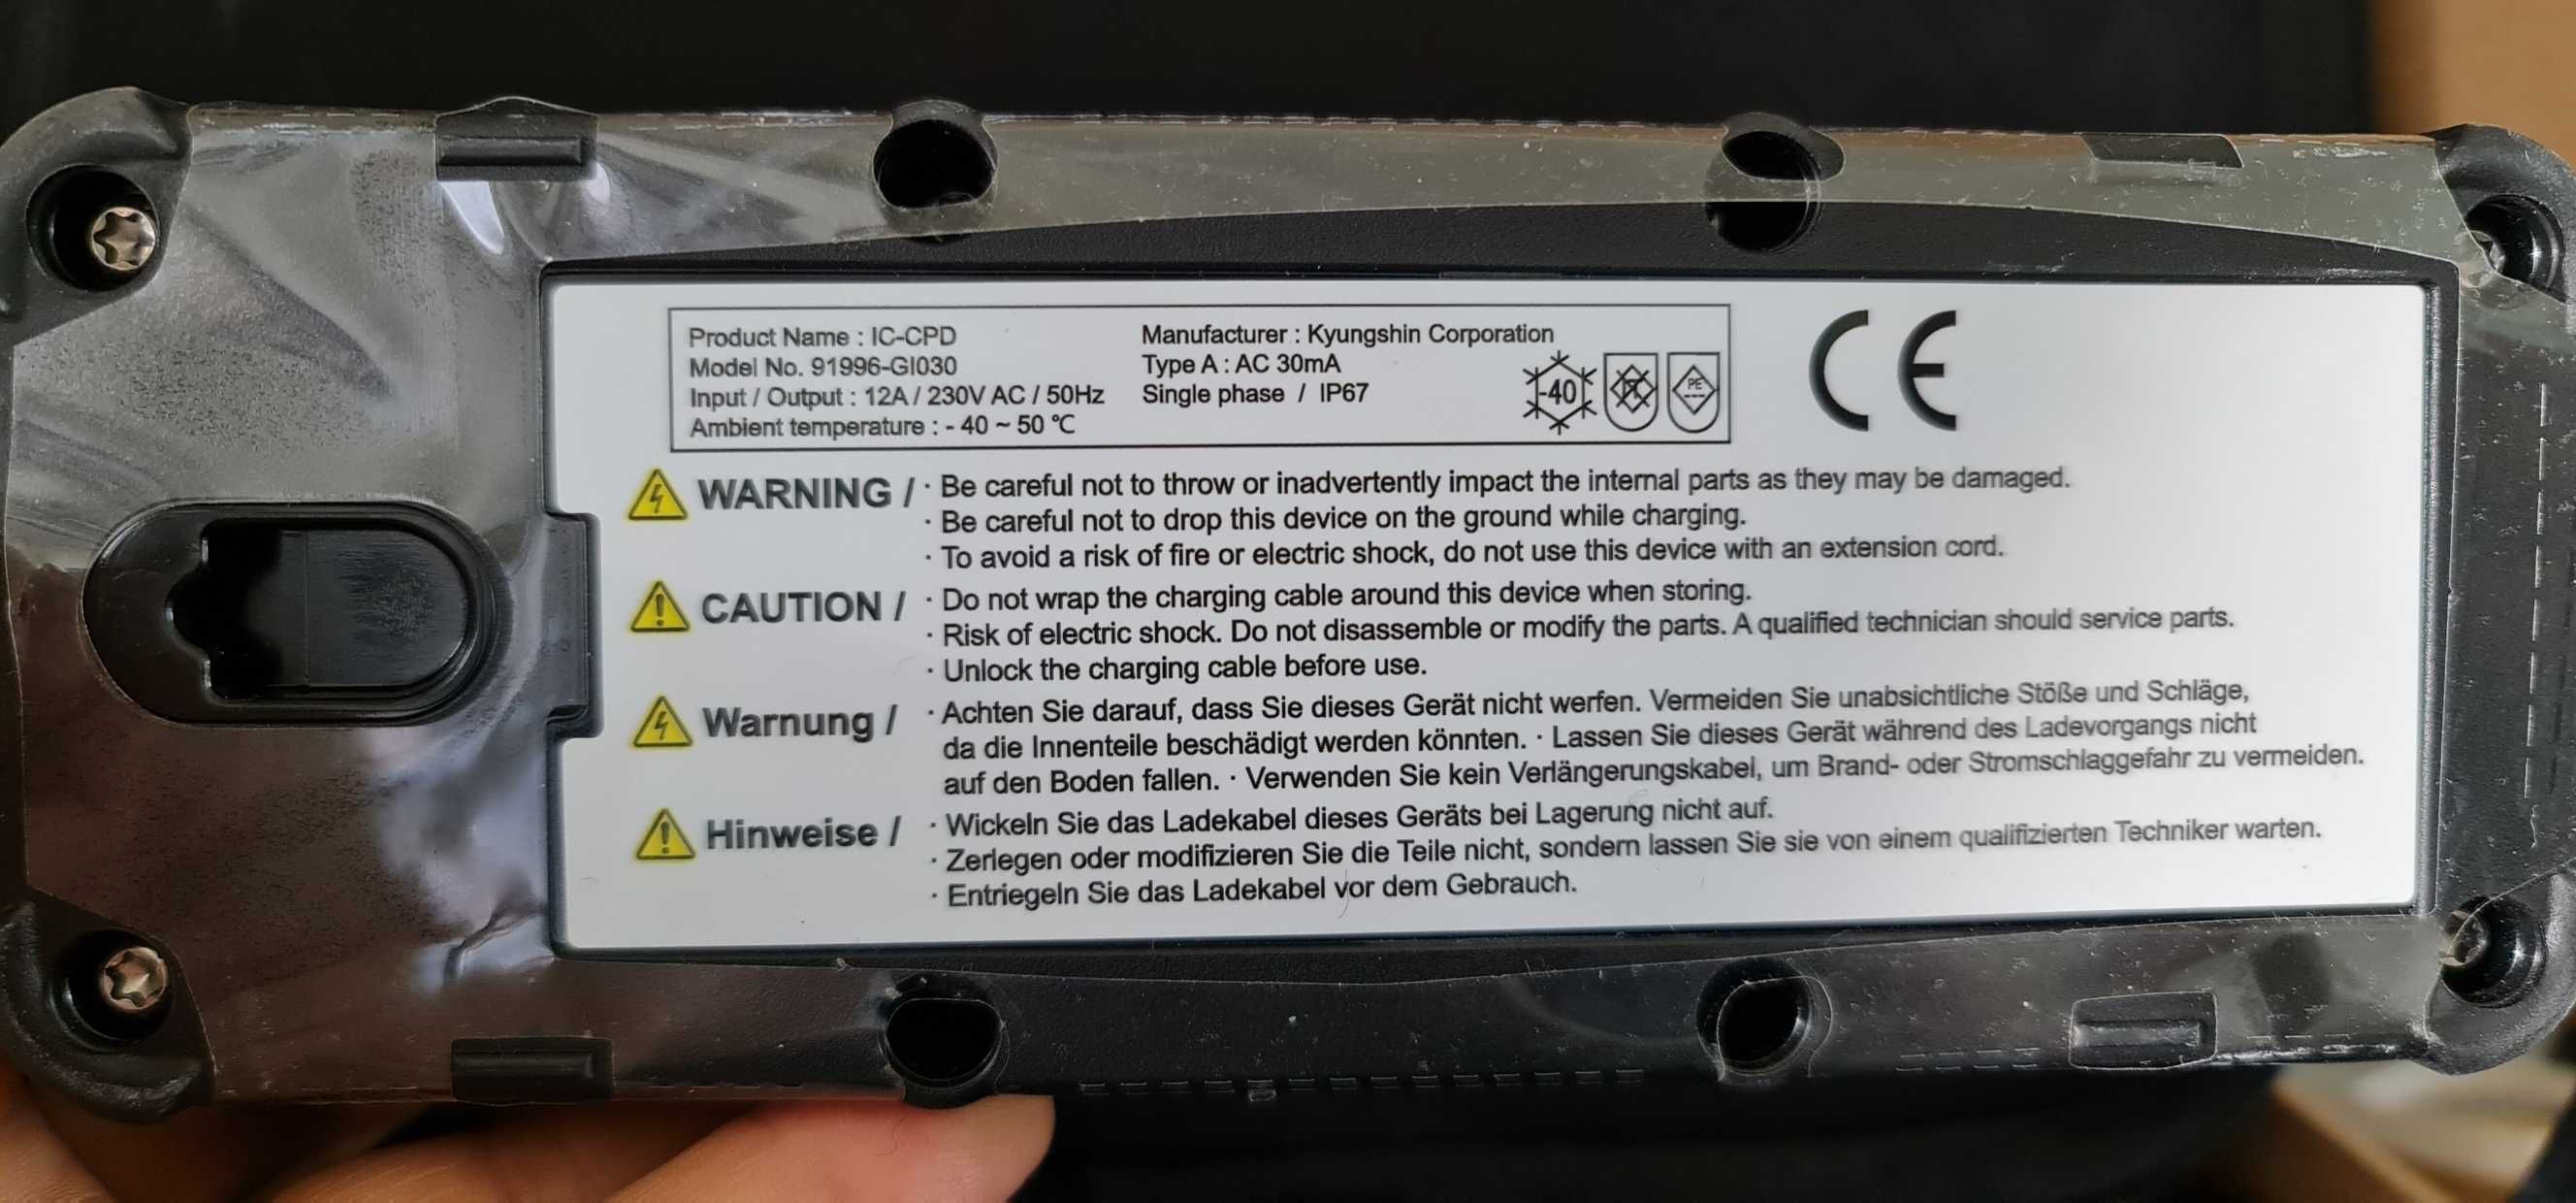 Product Name : IC-CPD
Model No. 91996-GI030
Input / Output : 12A / 230V AC / 50Hz
Ambient temperature : - 40 ~ 50 °C
Manufacturer : Kyungshin Corporation
Type A : AC 30mA
Single phase / IP67
-40
PE
CE
WARNING / · Be careful not to throw or inadvertently impact the internal parts as they may be damaged.
· Be careful not to drop this device on the ground while charging.
· To avoid a risk of fire or electric shock, do not use this device with an extension cord.
CAUTION / · Do not wrap the charging cable around this device when storing.
· Risk of electric shock. Do not disassemble or modify the parts. A qualified technician should service parts.
· Unlock the charging cable before use.
Warnung / · Achten Sie darauf, dass Sie dieses Gerät nicht werfen. Vermeiden Sie unabsichtliche Stöße und Schläge,
da die Innenteile beschädigt werden könnten. · Lassen Sie dieses Gerät während des Ladevorgangs nicht
auf den Boden fallen. · Verwenden Sie kein Verlängerungskabel, um Brand- oder Stromschlaggefahr zu vermeiden.
Hinweise / · Wickeln Sie das Ladekabel dieses Geräts bei Lagerung nicht auf.
· Zerlegen oder modifizieren Sie die Teile nicht, sondern lassen Sie sie von einem qualifizierten Techniker warten.
· Entriegeln Sie das Ladekabel vor dem Gebrauch.